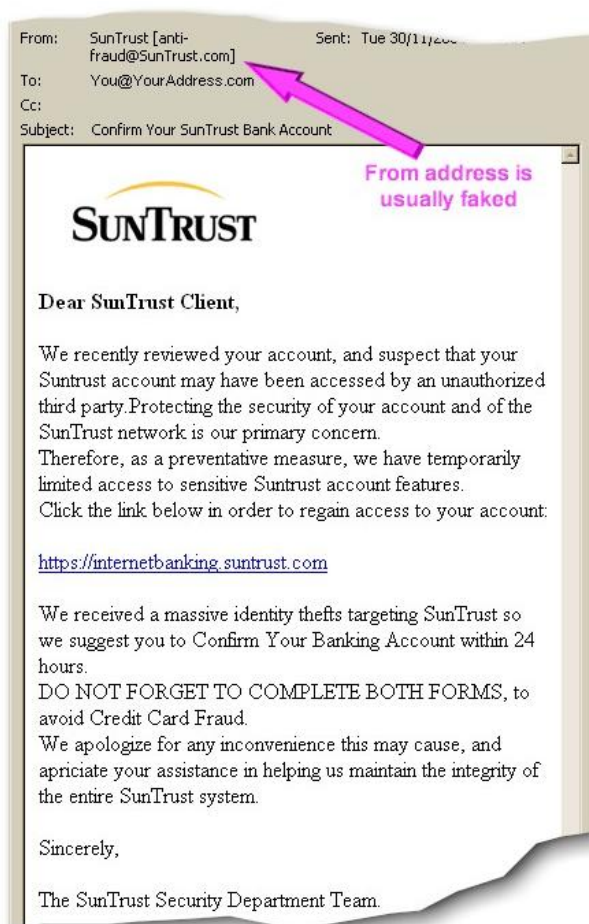 From: SunTrust [anti- Sent: Tue 30/11/
fraud@SunTrust.com]
To: You@YourAddress.com
Cc:
Subject: Confirm Your SunTrust Bank Account
From address is
usually faked
SUNTRUST
Dear SunTrust Client,
We recently reviewed your account, and suspect that your
Suntrust account may have been accessed by an unauthorized
third party.Protecting the security of your account and of the
SunTrust network is our primary concern.
Therefore, as a preventative measure, we have temporarily
limited access to sensitive Suntrust account features.
Click the link below in order to regain access to your account:
https://internetbanking.suntrust.com
We received a massive identity thefts targeting SunTrust so
we suggest you to Confirm Your Banking Account within 24
hours.
DO NOT FORGET TO COMPLETE BOTH FORMS, to
avoid Credit Card Fraud.
We apologize for any inconvenience this may cause, and
apriciate your assistance in helping us maintain the integrity of
the entire SunTrust system.
Sincerely,
The SunTrust Security Department Team.